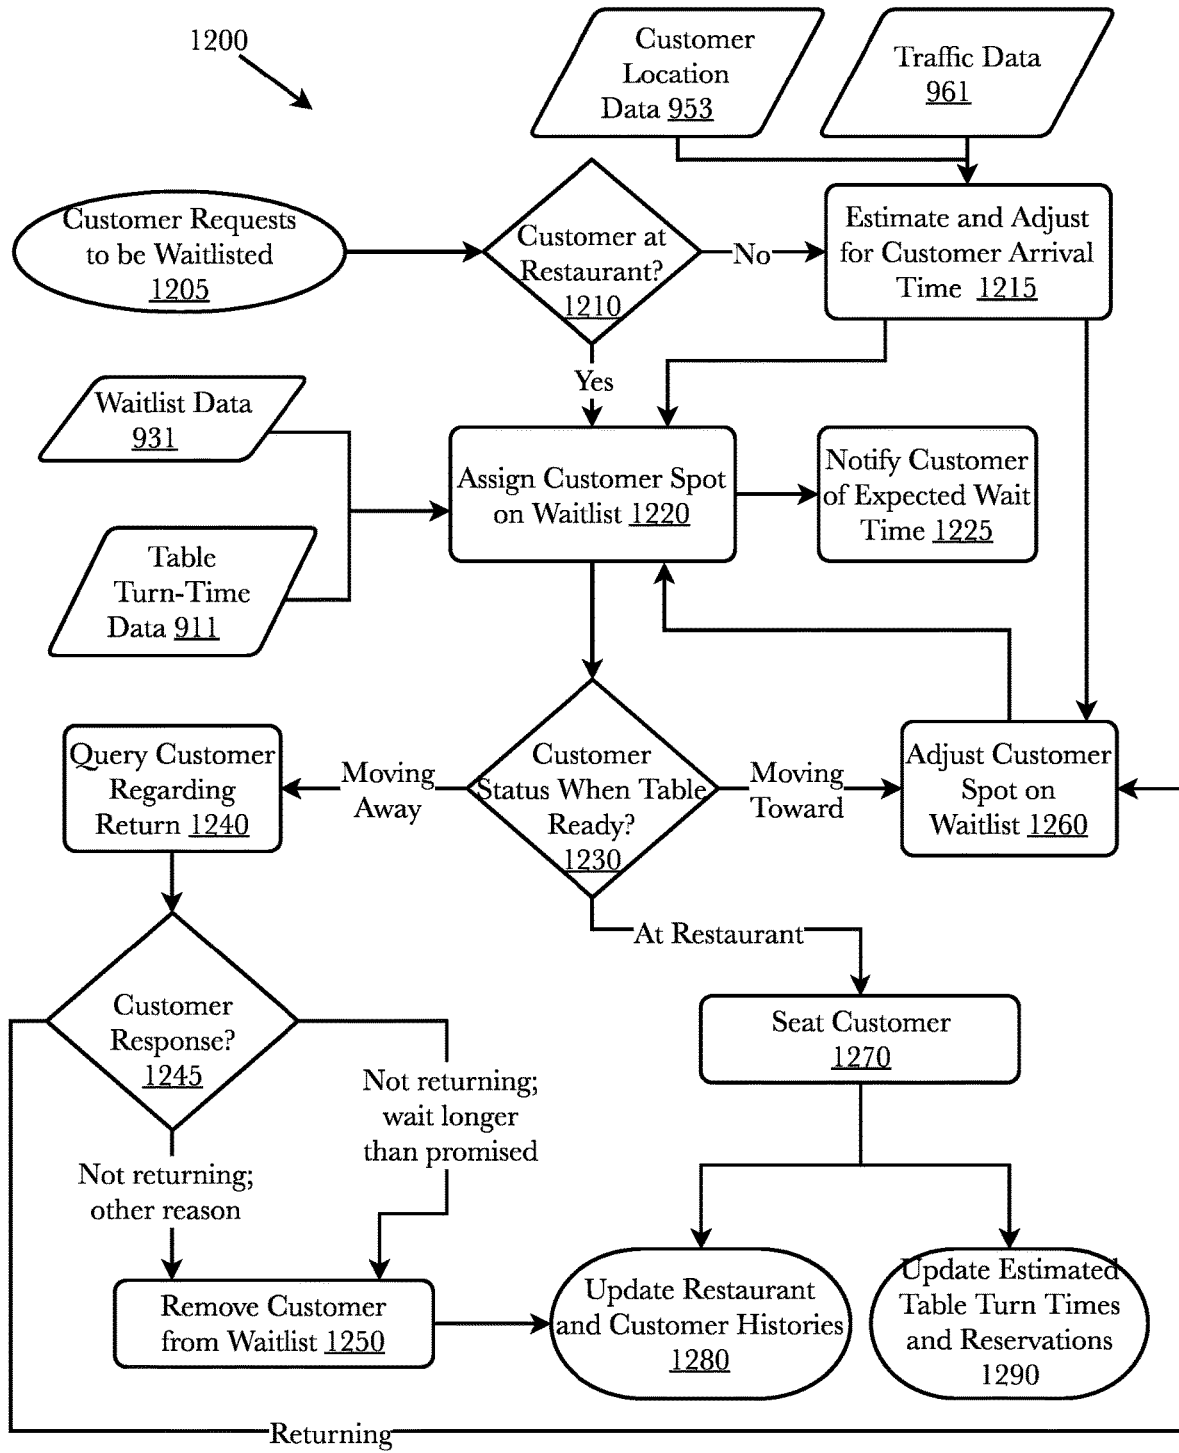 1200
Customer
Location
Data 953
Traffic Data
961
Customer Requests
to be Waitlisted
1205
Customer at
Restaurant?
1210
No
Estimate and Adjust
for Customer Arrival
Time 1215
Yes
Waitlist Data
931
Table
Turn-Time
Data 911
Assign Customer Spot
on Waitlist 1220
Notify Customer
of Expected Wait
Time 1225
Query Customer
Regarding
Return 1240
Moving
Away
Customer
Status When Table
Ready?
1230
Moving
Toward
Adjust Customer
Spot on
Waitlist 1260
At Restaurant
Customer
Response?
1245
Not returning;
wait longer
than promised
Seat Customer
1270
Not returning;
other reason
Remove Customer
from Waitlist 1250
Update Restaurant
and Customer Histories
1280
Update Estimated
Table Turn Times
and Reservations
1290
Returning